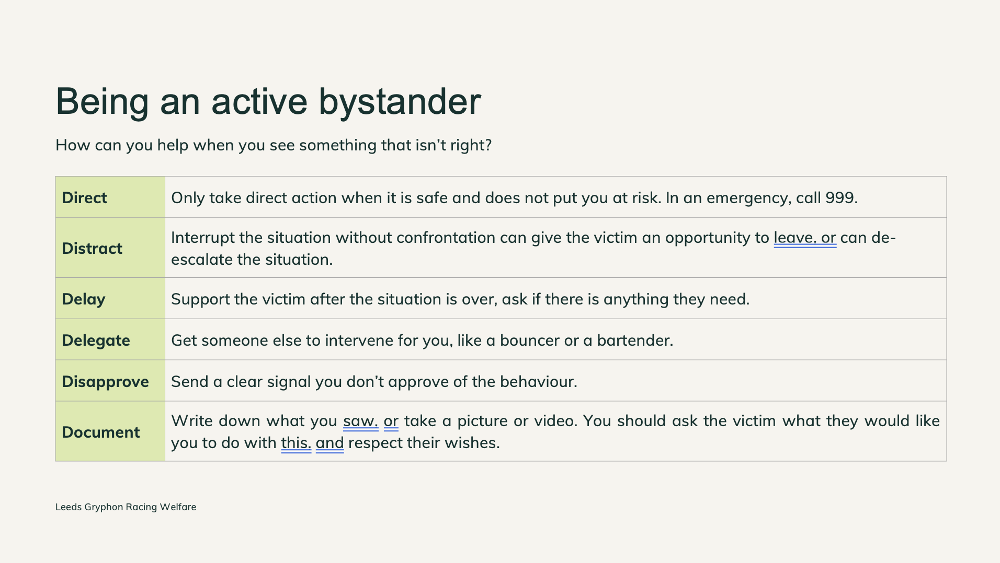 Being an active bystander
How can you help when you see something that isn’t right?
Direct
Only take direct action when it is safe and does not put you at risk. In an emergency, call 999.
Distract
Interrupt the situation without confrontation can give the victim an opportunity to leave. or can de-
escalate the situation.
Delay
Support the victim after the situation is over, ask if there is anything they need.
Delegate
Get someone else to intervene for you, like a bouncer or a bartender.
Disapprove
Send a clear signal you don’t approve of the behaviour.
Document
Write down what you saw. or take a picture or video. You should ask the victim what they would like
you to do with this. and respect their wishes.
Leeds Gryphon Racing Welfare